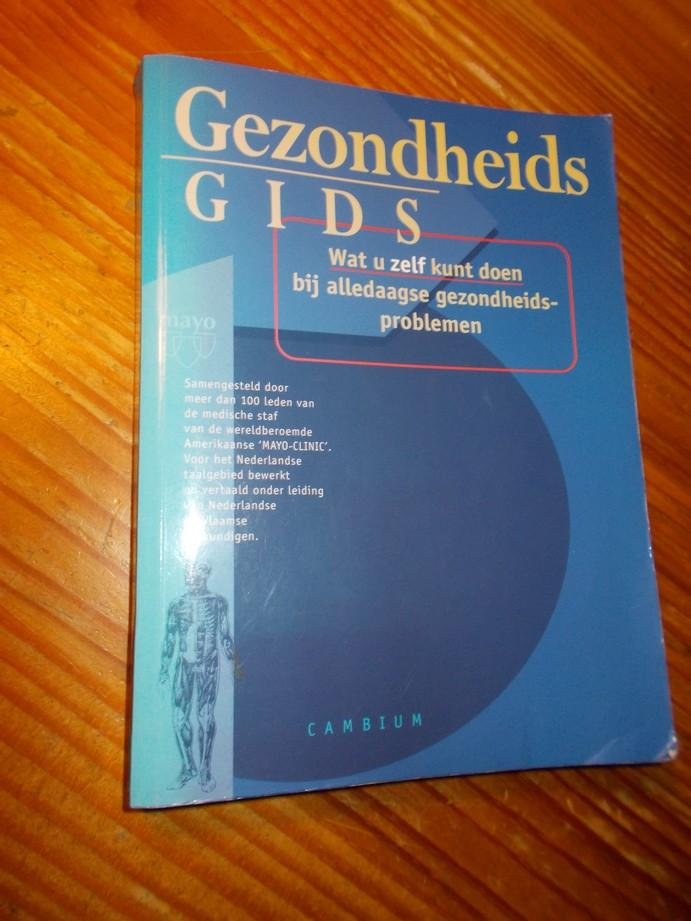 Gezondheids
GIDS
Wat u zelf kunt doen
bij alledaagse gezondheids-
problemen
mayo
Samengesteld door
meer dan 100 leden van
de medische staf
van de wereldberoemde
Amerikaanse 'MAYO-CLINIC'.
Voor het Nederlandse
taalgebied bewerkt
en vertaald onder leiding
van Nederlandse
Vlaamse
CAMBIUM